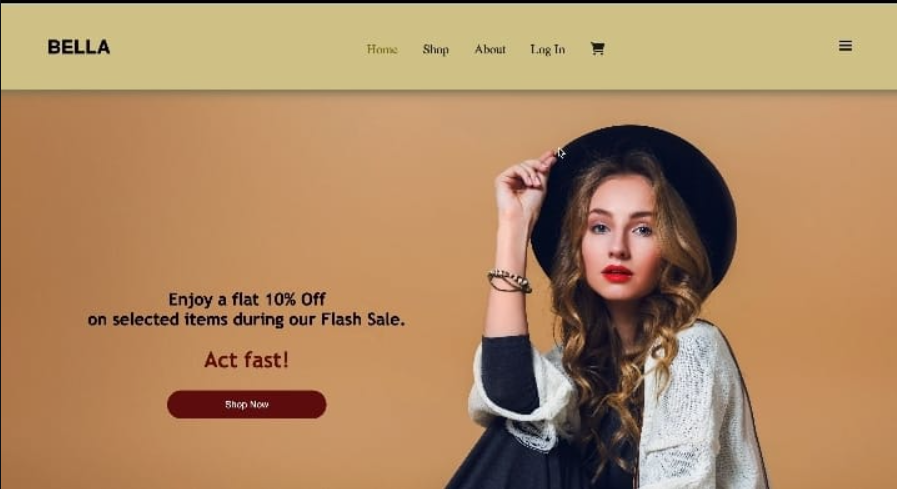 BELLA
Home Shop About Log In
Enjoy a flat 10% Off
on selected items during our Flash Sale.
Act fast!
Shop Now